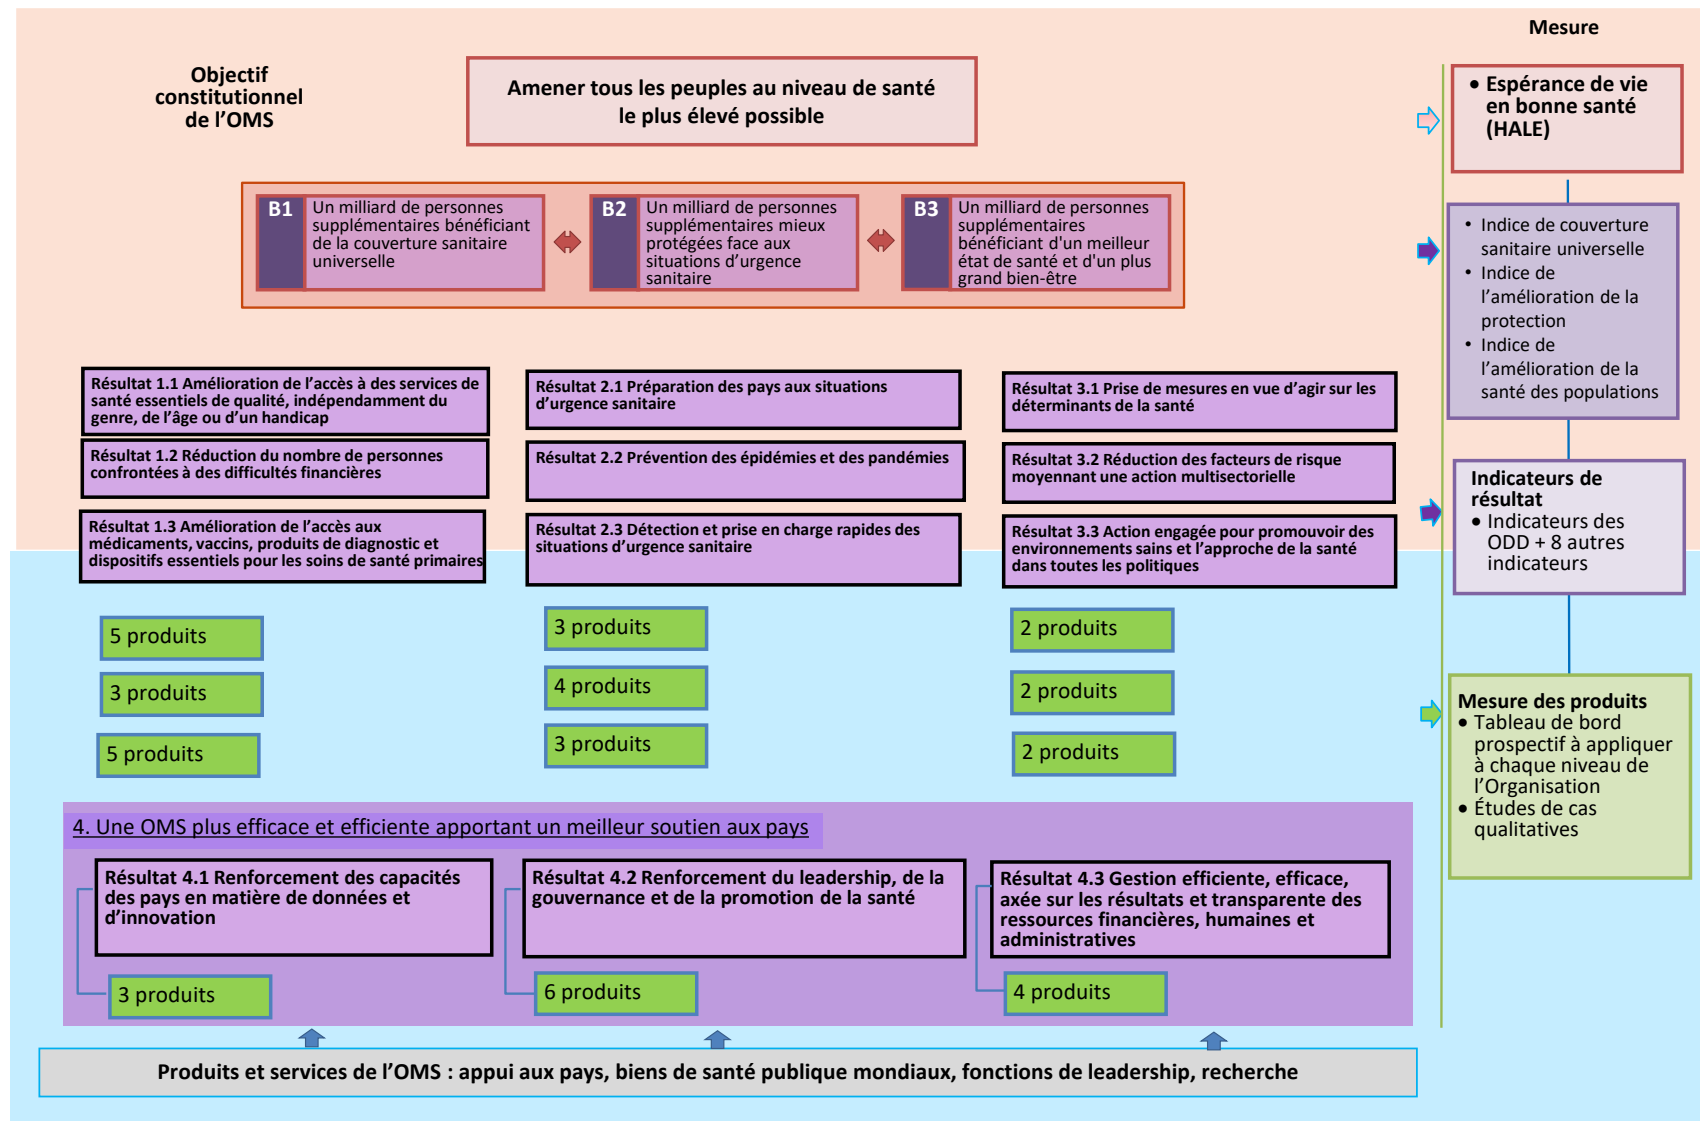 Mesure
Objectif
constitutionnel
de l’OMS
Amener tous les peuples au niveau de santé
le plus élevé possible
• Espérance de vie
en bonne santé
(HALE)
B1
Un milliard de personnes
supplémentaires bénéficiant
de la couverture sanitaire
universelle
B2
Un milliard de personnes
supplémentaires mieux
protégées face aux
situations d’urgence
sanitaire
B3
Un milliard de personnes
supplémentaires
bénéficiant d'un meilleur
état de santé et d'un plus
grand bien-être
• Indice de couverture
sanitaire universelle
• Indice de
l’amélioration de la
protection
• Indice de
l’amélioration de la
santé des populations
Résultat 1.1 Amélioration de l’accès à des services de
santé essentiels de qualité, indépendamment du
genre, de l’âge ou d’un handicap
Résultat 2.1 Préparation des pays aux situations
d’urgence sanitaire
Résultat 3.1 Prise de mesures en vue d’agir sur les
déterminants de la santé
Résultat 1.2 Réduction du nombre de personnes
confrontées à des difficultés financières
Résultat 2.2 Prévention des épidémies et des pandémies
Résultat 3.2 Réduction des facteurs de risque
moyennant une action multisectorielle
Résultat 1.3 Amélioration de l’accès aux
médicaments, vaccins, produits de diagnostic et
dispositifs essentiels pour les soins de santé primaires
Résultat 2.3 Détection et prise en charge rapides des
situations d’urgence sanitaire
Résultat 3.3 Action engagée pour promouvoir des
environnements sains et l’approche de la santé
dans toutes les politiques
Indicateurs de
résultat
• Indicateurs des
ODD + 8 autres
indicateurs
5 produits
3 produits
2 produits
3 produits
4 produits
2 produits
5 produits
3 produits
2 produits
Mesure des produits
• Tableau de bord
prospectif à appliquer
à chaque niveau de
l’Organisation
• Études de cas
qualitatives
4. Une OMS plus efficace et efficiente apportant un meilleur soutien aux pays
Résultat 4.1 Renforcement des capacités
des pays en matière de données et
d’innovation
Résultat 4.2 Renforcement du leadership, de la
gouvernance et de la promotion de la santé
Résultat 4.3 Gestion efficiente, efficace,
axée sur les résultats et transparente des
ressources financières, humaines et
administratives
3 produits
6 produits
4 produits
Produits et services de l’OMS : appui aux pays, biens de santé publique mondiaux, fonctions de leadership, recherche